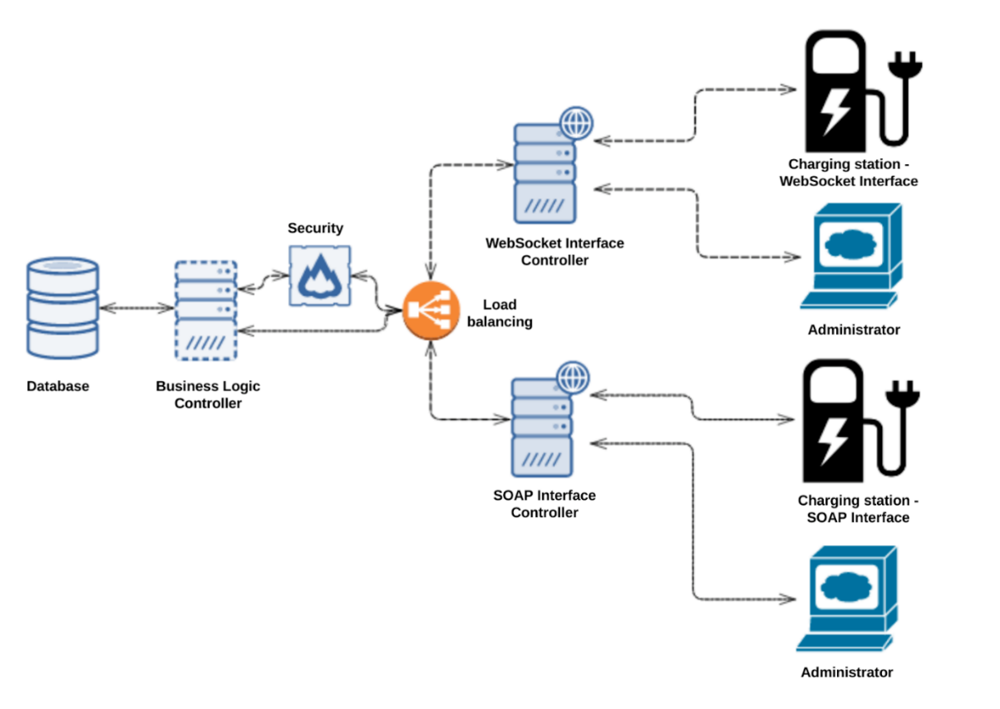 Charging station -
WebSocket Interface
Security
WebSocket Interface
Controller
Load
balancing
Administrator
Database
Business Logic
Controller
SOAP Interface
Controller
Charging station -
SOAP Interface
Administrator